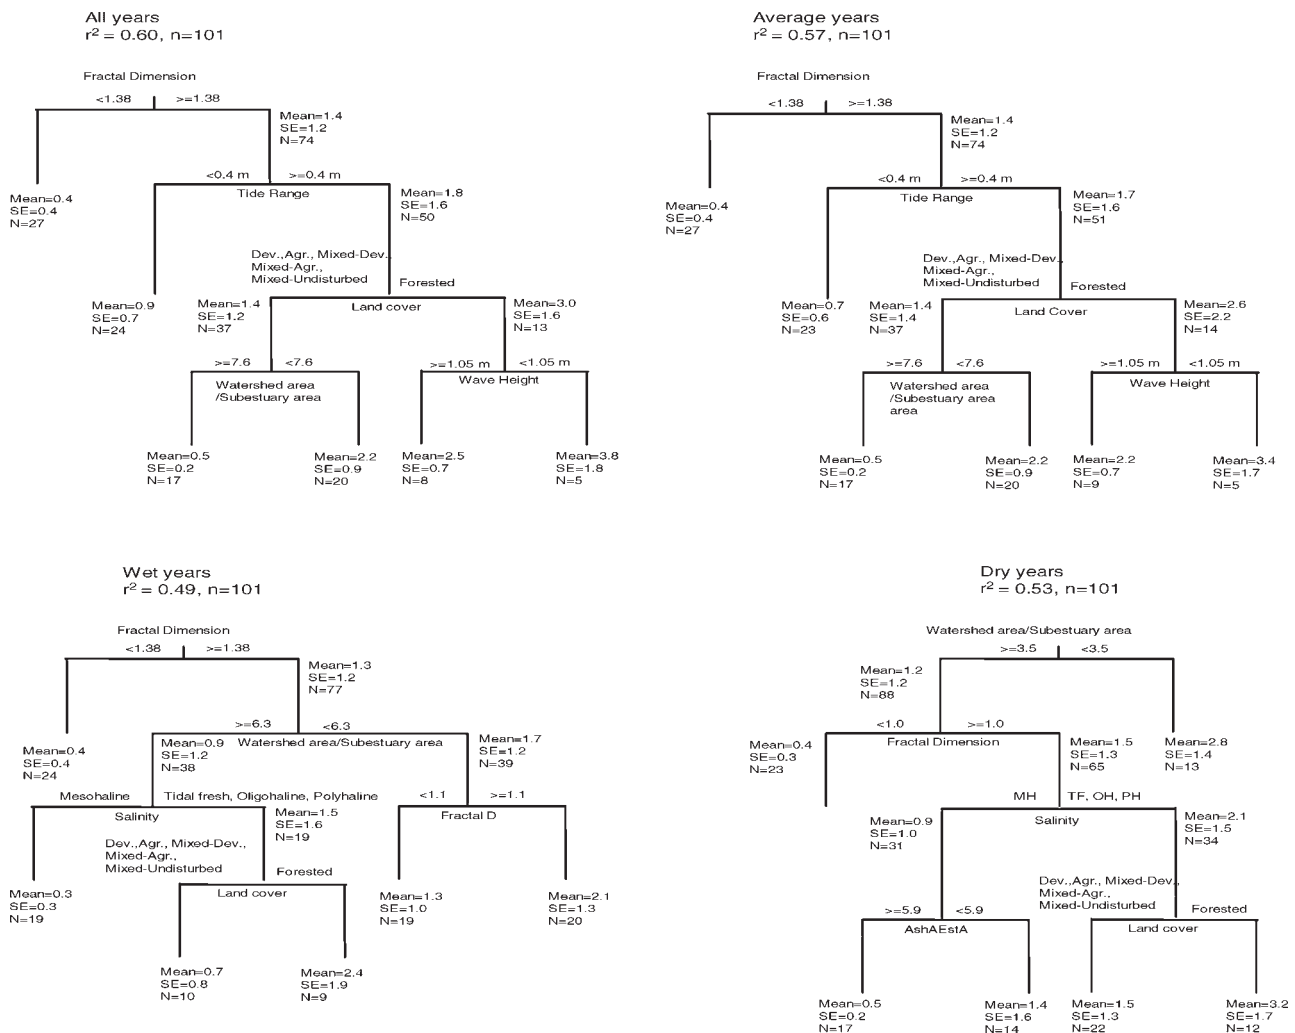 All years
r² = 0.60, n=101
Fractal Dimension
<1.38 >=1.38
Mean=1.4
SE=1.2
N=74
<0.4 m >=0.4 m
Tide Range
Mean=0.4
SE=0.4
N=27
Mean=1.8
SE=1.6
N=50
Dev.,Agr., Mixed-Dev.,
Mixed-Agr.,
Mixed-Undisturbed
Forested
Land cover
Mean=0.9
SE=0.7
N=24
Mean=1.4
SE=1.2
N=37
Mean=3.0
SE=1.6
N=13
>=7.6 <7.6
Watershed area
/Subestuary area
>=1.05 m <1.05 m
Wave Height
Mean=0.5
SE=0.2
N=17
Mean=2.2
SE=0.9
N=20
Mean=2.5
SE=0.7
N=8
Mean=3.8
SE=1.8
N=5
Average years
r² = 0.57, n=101
Fractal Dimension
<1.38 >=1.38
Mean=1.4
SE=1.2
N=74
<0.4 m >=0.4 m
Tide Range
Mean=0.4
SE=0.4
N=27
Mean=1.7
SE=1.6
N=51
Dev.,Agr., Mixed-Dev.,
Mixed-Agr.,
Mixed-Undisturbed
Forested
Land Cover
Mean=0.7
SE=0.6
N=23
Mean=1.4
SE=1.4
N=37
Mean=2.6
SE=2.2
N=14
>=7.6 <7.6
Watershed area
/Subestuary area
area
>=1.05 m <1.05 m
Wave Height
Mean=0.5
SE=0.2
N=17
Mean=2.2
SE=0.9
N=20
Mean=2.2
SE=0.7
N=9
Mean=3.4
SE=1.7
N=5
Wet years
r² = 0.49, n=101
Fractal Dimension
<1.38 >=1.38
Mean=1.3
SE=1.2
N=77
>=6.3 <6.3
Watershed area/Subestuary area
Mean=0.4
SE=0.4
N=24
Mean=0.9
SE=1.2
N=38
Mean=1.7
SE=1.2
N=39
Mesohaline Tidal fresh, Oligohaline, Polyhaline
Salinity
<1.1 >=1.1
Fractal D
Mean=1.5
SE=1.6
N=19
Dev.,Agr., Mixed-Dev.,
Mixed-Agr.,
Mixed-Undisturbed
Forested
Land cover
Mean=0.3
SE=0.3
N=19
Mean=1.3
SE=1.0
N=19
Mean=2.1
SE=1.3
N=20
Mean=0.7
SE=0.8
N=10
Mean=2.4
SE=1.9
N=9
Dry years
r² = 0.53, n=101
Watershed area/Subestuary area
>=3.5 <3.5
Mean=1.2
SE=1.2
N=88
<1.0 >=1.0
Fractal Dimension
Mean=0.4
SE=0.3
N=23
Mean=1.5
SE=1.3
N=65
Mean=2.8
SE=1.4
N=13
MH TF, OH, PH
Salinity
Mean=0.9
SE=1.0
N=31
Mean=2.1
SE=1.5
N=34
Dev.,Agr., Mixed-Dev.,
Mixed-Agr.,
Mixed-Undisturbed
Forested
>=5.9 <5.9
AshAEstA
Land cover
Mean=0.5
SE=0.2
N=17
Mean=1.4
SE=1.6
N=14
Mean=1.5
SE=1.3
N=22
Mean=3.2
SE=1.7
N=12